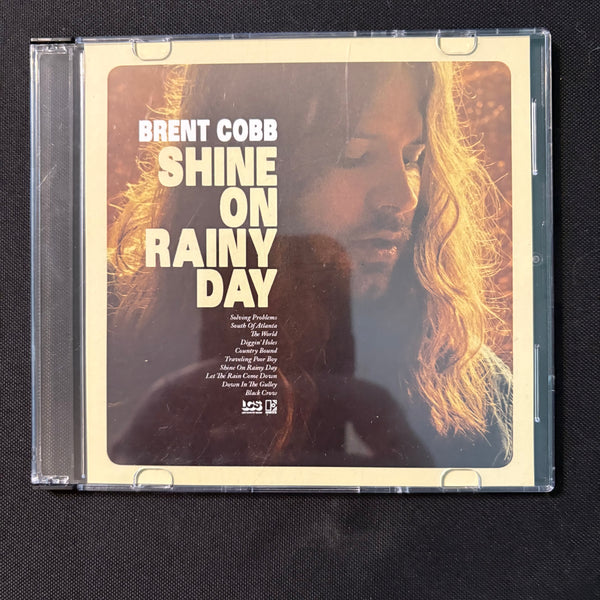 BRENT COBB
SHINE
ON
RAINY
DAY
Solving Problems
South Of Atlanta
The World
Diggin' Holes
Country Bound
Traveling Poor Boy
Shine On Rainy Day
Let The Rain Come Down
Down In The Gulley
Black Crow
LCS